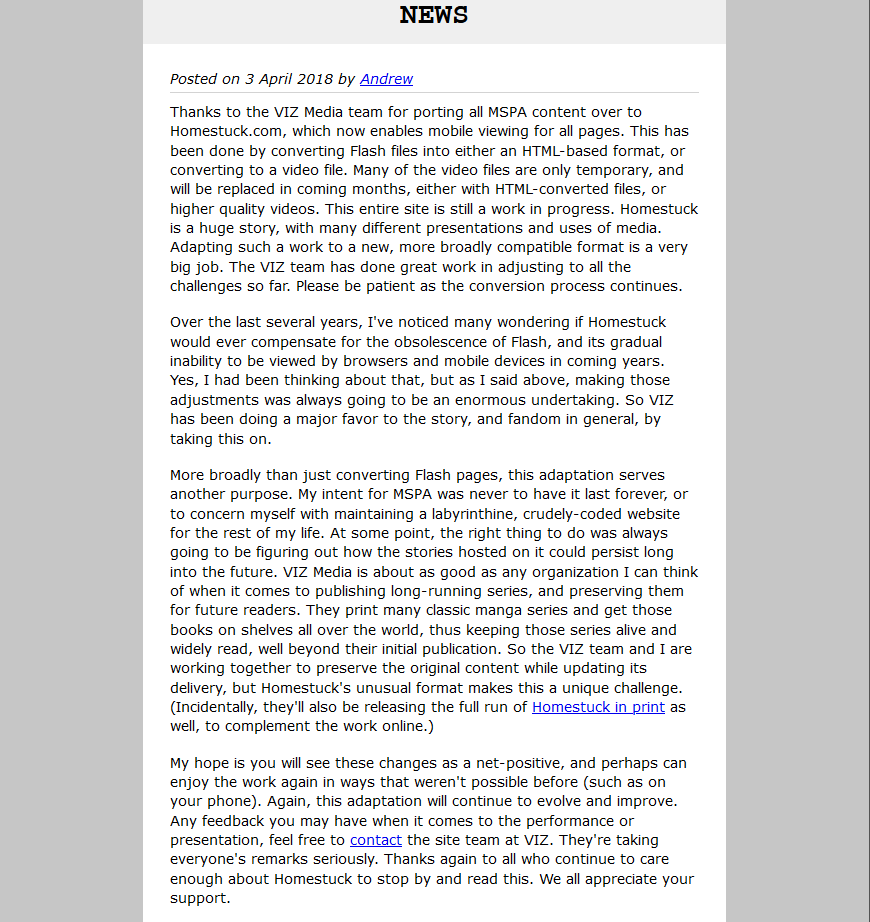 NEWS
Posted on 3 April 2018 by Andrew
Thanks to the VIZ Media team for porting all MSPA content over to
Homestuck.com, which now enables mobile viewing for all pages. This has
been done by converting Flash files into either an HTML-based format, or
converting to a video file. Many of the video files are only temporary, and
will be replaced in coming months, either with HTML-converted files, or
higher quality videos. This entire site is still a work in progress. Homestuck
is a huge story, with many different presentations and uses of media.
Adapting such a work to a new, more broadly compatible format is a very
big job. The VIZ team has done great work in adjusting to all the
challenges so far. Please be patient as the conversion process continues.
Over the last several years, I've noticed many wondering if Homestuck
would ever compensate for the obsolescence of Flash, and its gradual
inability to be viewed by browsers and mobile devices in coming years.
Yes, I had been thinking about that, but as I said above, making those
adjustments was always going to be an enormous undertaking. So VIZ
has been doing a major favor to the story, and fandom in general, by
taking this on.
More broadly than just converting Flash pages, this adaptation serves
another purpose. My intent for MSPA was never to have it last forever, or
to concern myself with maintaining a labyrinthine, crudely-coded website
for the rest of my life. At some point, the right thing to do was always
going to be figuring out how the stories hosted on it could persist long
into the future. VIZ Media is about as good as any organization I can think
of when it comes to publishing long-running series, and preserving them
for future readers. They print many classic manga series and get those
books on shelves all over the world, thus keeping those series alive and
widely read, well beyond their initial publication. So the VIZ team and I are
working together to preserve the original content while updating its
delivery, but Homestuck's unusual format makes this a unique challenge.
(Incidentally, they'll also be releasing the full run of Homestuck in print as
well, to complement the work online.)
My hope is you will see these changes as a net-positive, and perhaps can
enjoy the work again in ways that weren't possible before (such as on
your phone). Again, this adaptation will continue to evolve and improve.
Any feedback you may have when it comes to the performance or
presentation, feel free to contact the site team at VIZ. They're taking
everyone's remarks seriously. Thanks again to all who continue to care
enough about Homestuck to stop by and read this. We all appreciate your
support.